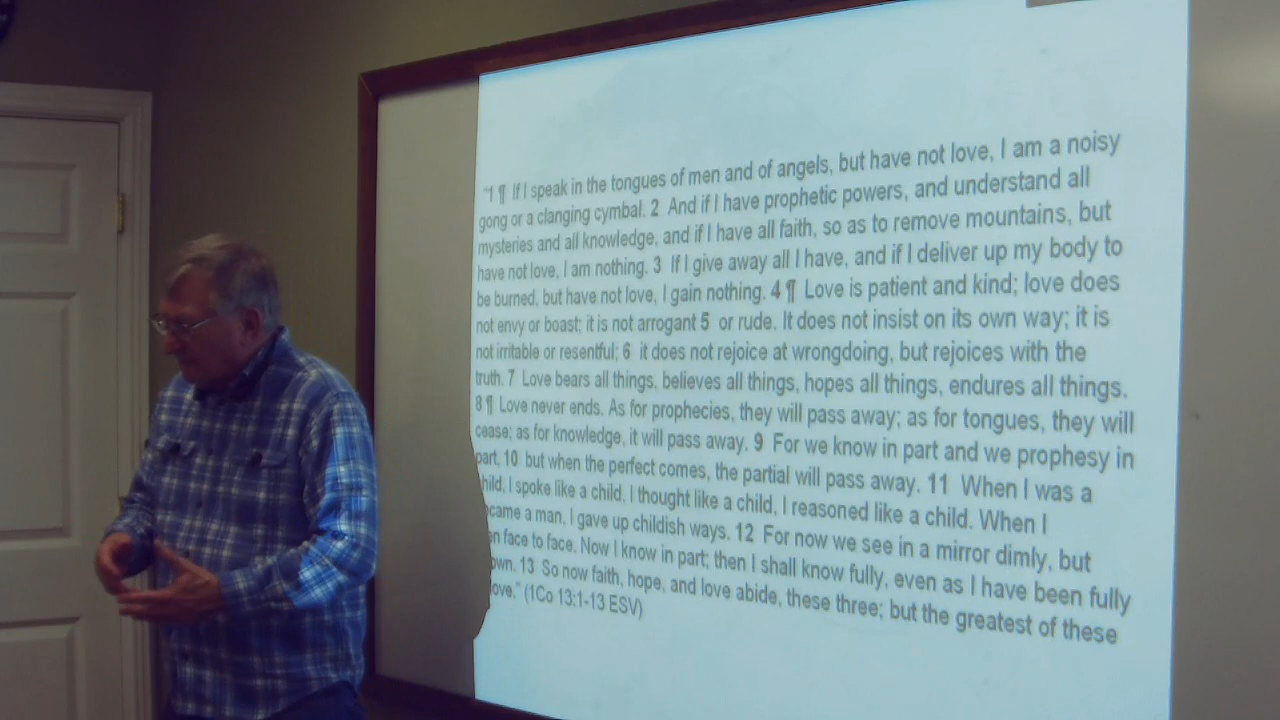 “1 ¶ If I speak in the tongues of men and of angels, but have not love, I am a noisy
gong or a clanging cymbal. 2 And if I have prophetic powers, and understand all
mysteries and all knowledge, and if I have all faith, so as to remove mountains, but
have not love, I am nothing. 3 If I give away all I have, and if I deliver up my body to
be burned, but have not love, I gain nothing. 4 ¶ Love is patient and kind; love does
not envy or boast; it is not arrogant 5 or rude. It does not insist on its own way; it is
not irritable or resentful; 6 it does not rejoice at wrongdoing, but rejoices with the
truth. 7 Love bears all things, believes all things, hopes all things, endures all things.
8 ¶ Love never ends. As for prophecies, they will pass away; as for tongues, they will
cease; as for knowledge, it will pass away. 9 For we know in part and we prophesy in
part, 10 but when the perfect comes, the partial will pass away. 11 When I was a
hild, I spoke like a child, I thought like a child, I reasoned like a child. When I
came a man, I gave up childish ways. 12 For now we see in a mirror dimly, but
en face to face. Now I know in part; then I shall know fully, even as I have been fully
own. 13 So now faith, hope, and love abide, these three; but the greatest of these
love.” (1Co 13:1-13 ESV)